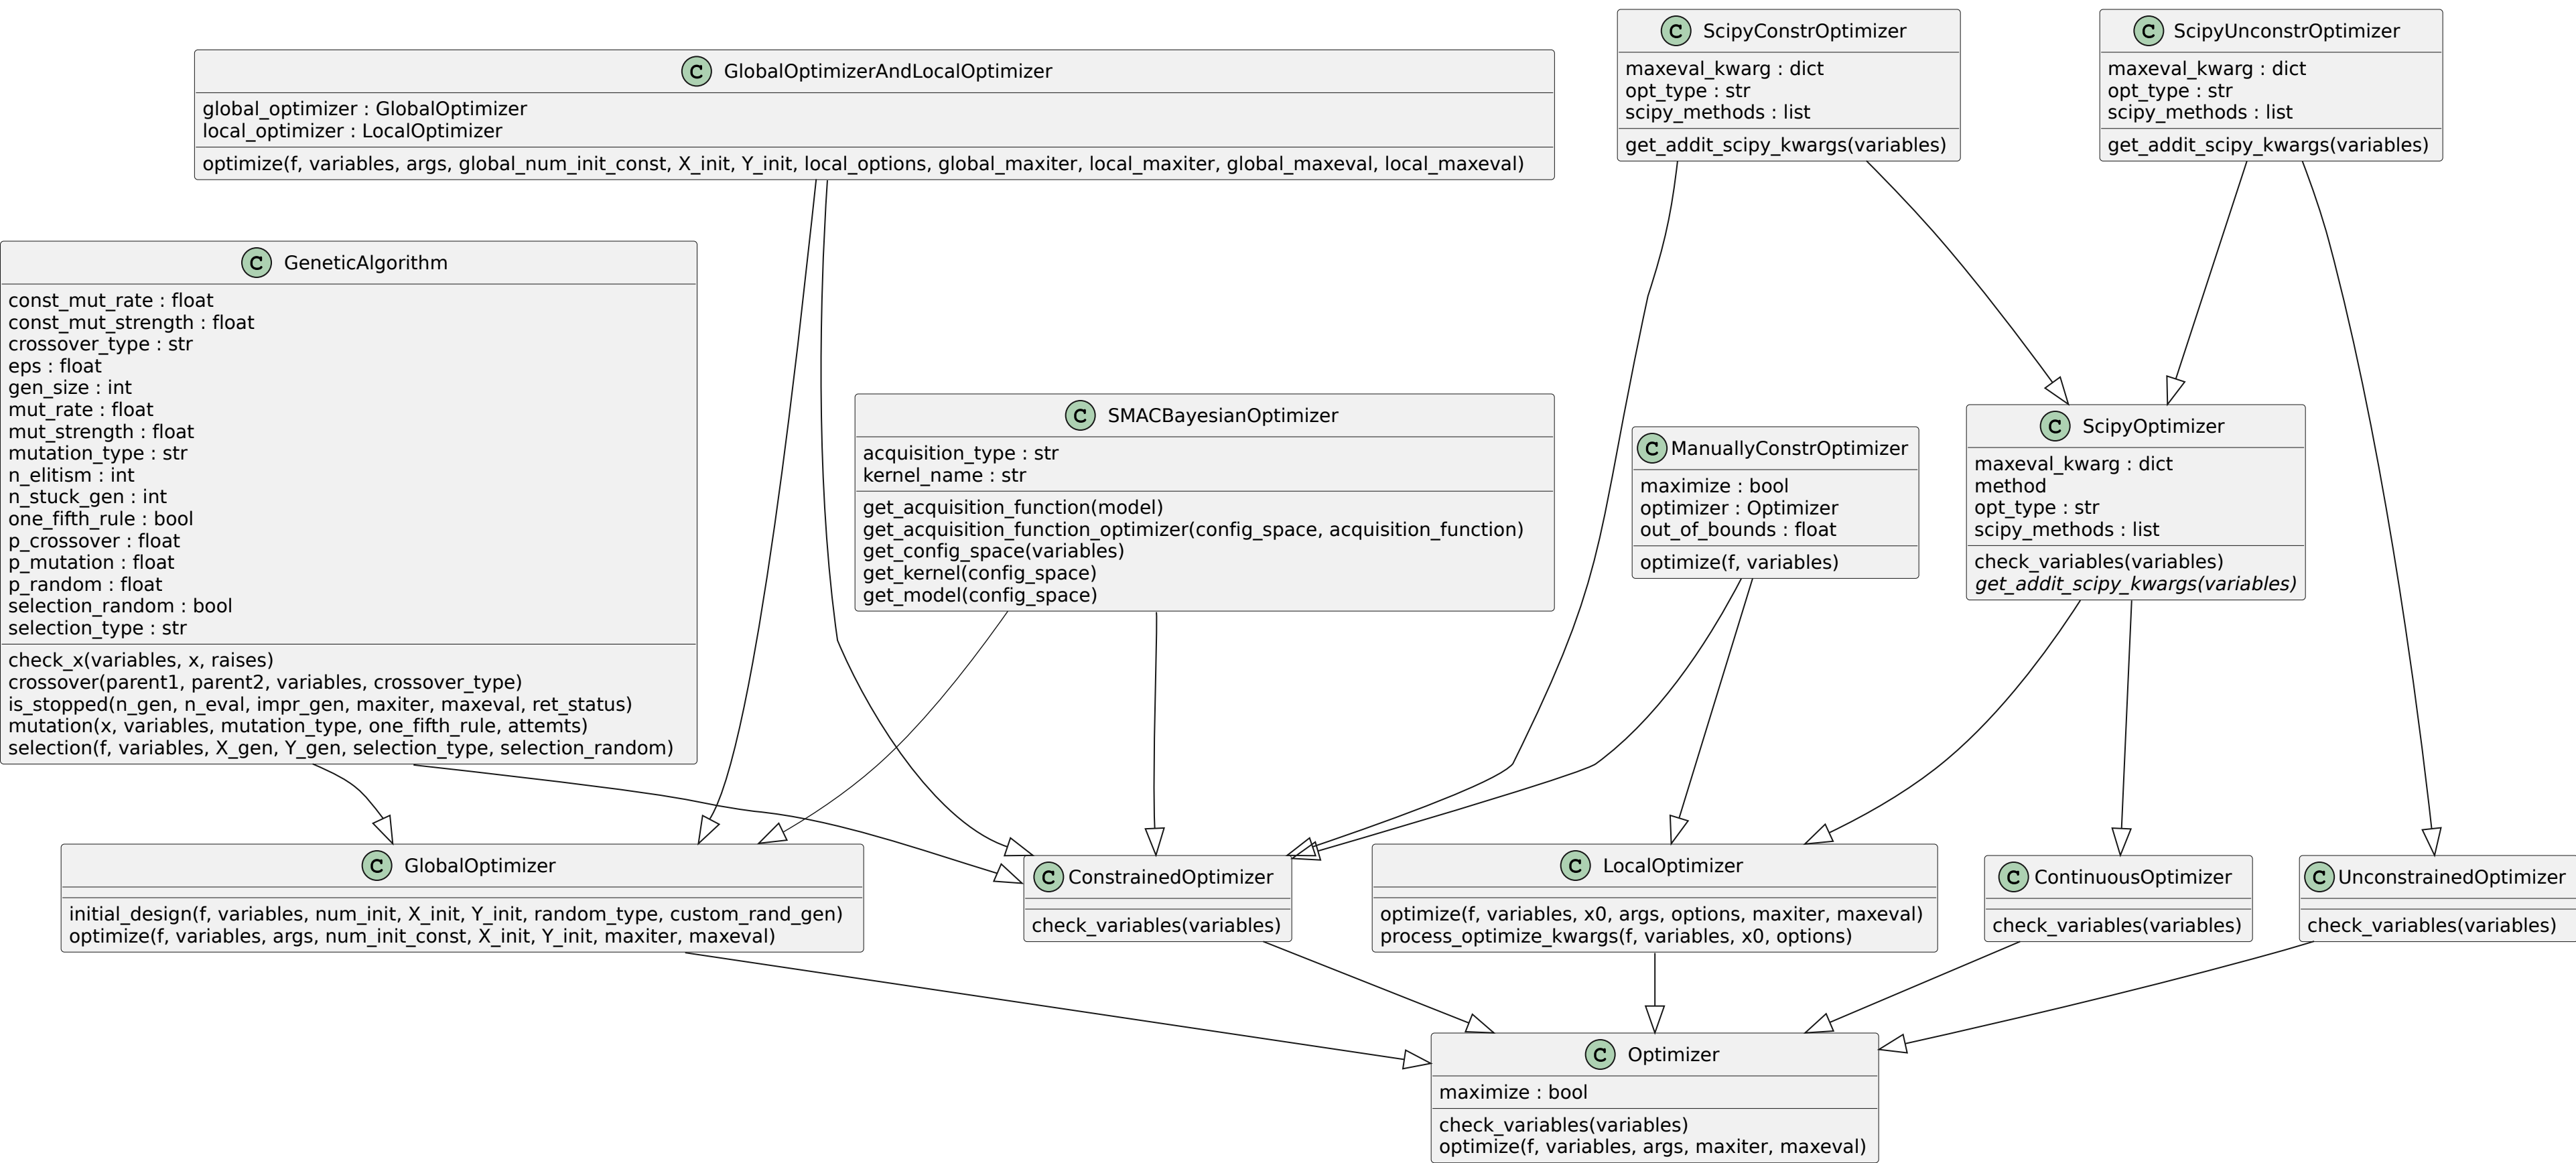 C ScipyConstrOptimizer
maxeval_kwarg : dict
opt_type : str
scipy_methods : list
get_addit_scipy_kwargs(variables)
C ScipyUnconstrOptimizer
maxeval_kwarg : dict
opt_type : str
scipy_methods : list
get_addit_scipy_kwargs(variables)
C GlobalOptimizerAndLocalOptimizer
global_optimizer : GlobalOptimizer
local_optimizer : LocalOptimizer
optimize(f, variables, args, global_num_init_const, X_init, Y_init, local_options, global_maxiter, local_maxiter, global_maxeval, local_maxeval)
C GeneticAlgorithm
const_mut_rate : float
const_mut_strength : float
crossover_type : str
eps : float
gen_size : int
mut_rate : float
mut_strength : float
mutation_type : str
n_elitism : int
n_stuck_gen : int
one_fifth_rule : bool
p_crossover : float
p_mutation : float
p_random : float
selection_random : bool
selection_type : str
check_x(variables, x, raises)
crossover(parent1, parent2, variables, crossover_type)
is_stopped(n_gen, n_eval, impr_gen, maxiter, maxeval, ret_status)
mutation(x, variables, mutation_type, one_fifth_rule, attemts)
selection(f, variables, X_gen, Y_gen, selection_type, selection_random)
C SMACBayesianOptimizer
acquisition_type : str
kernel_name : str
get_acquisition_function(model)
get_acquisition_function_optimizer(config_space, acquisition_function)
get_config_space(variables)
get_kernel(config_space)
get_model(config_space)
C ManuallyConstrOptimizer
maximize : bool
optimizer : Optimizer
out_of_bounds : float
optimize(f, variables)
C ScipyOptimizer
maxeval_kwarg : dict
method
opt_type : str
scipy_methods : list
check_variables(variables)
get_addit_scipy_kwargs(variables)
C GlobalOptimizer
initial_design(f, variables, num_init, X_init, Y_init, random_type, custom_rand_gen)
optimize(f, variables, args, num_init_const, X_init, Y_init, maxiter, maxeval)
C ConstrainedOptimizer
check_variables(variables)
C LocalOptimizer
optimize(f, variables, x0, args, options, maxiter, maxeval)
process_optimize_kwargs(f, variables, x0, options)
C ContinuousOptimizer
check_variables(variables)
C UnconstrainedOptimizer
check_variables(variables)
C Optimizer
maximize : bool
check_variables(variables)
optimize(f, variables, args, maxiter, maxeval)